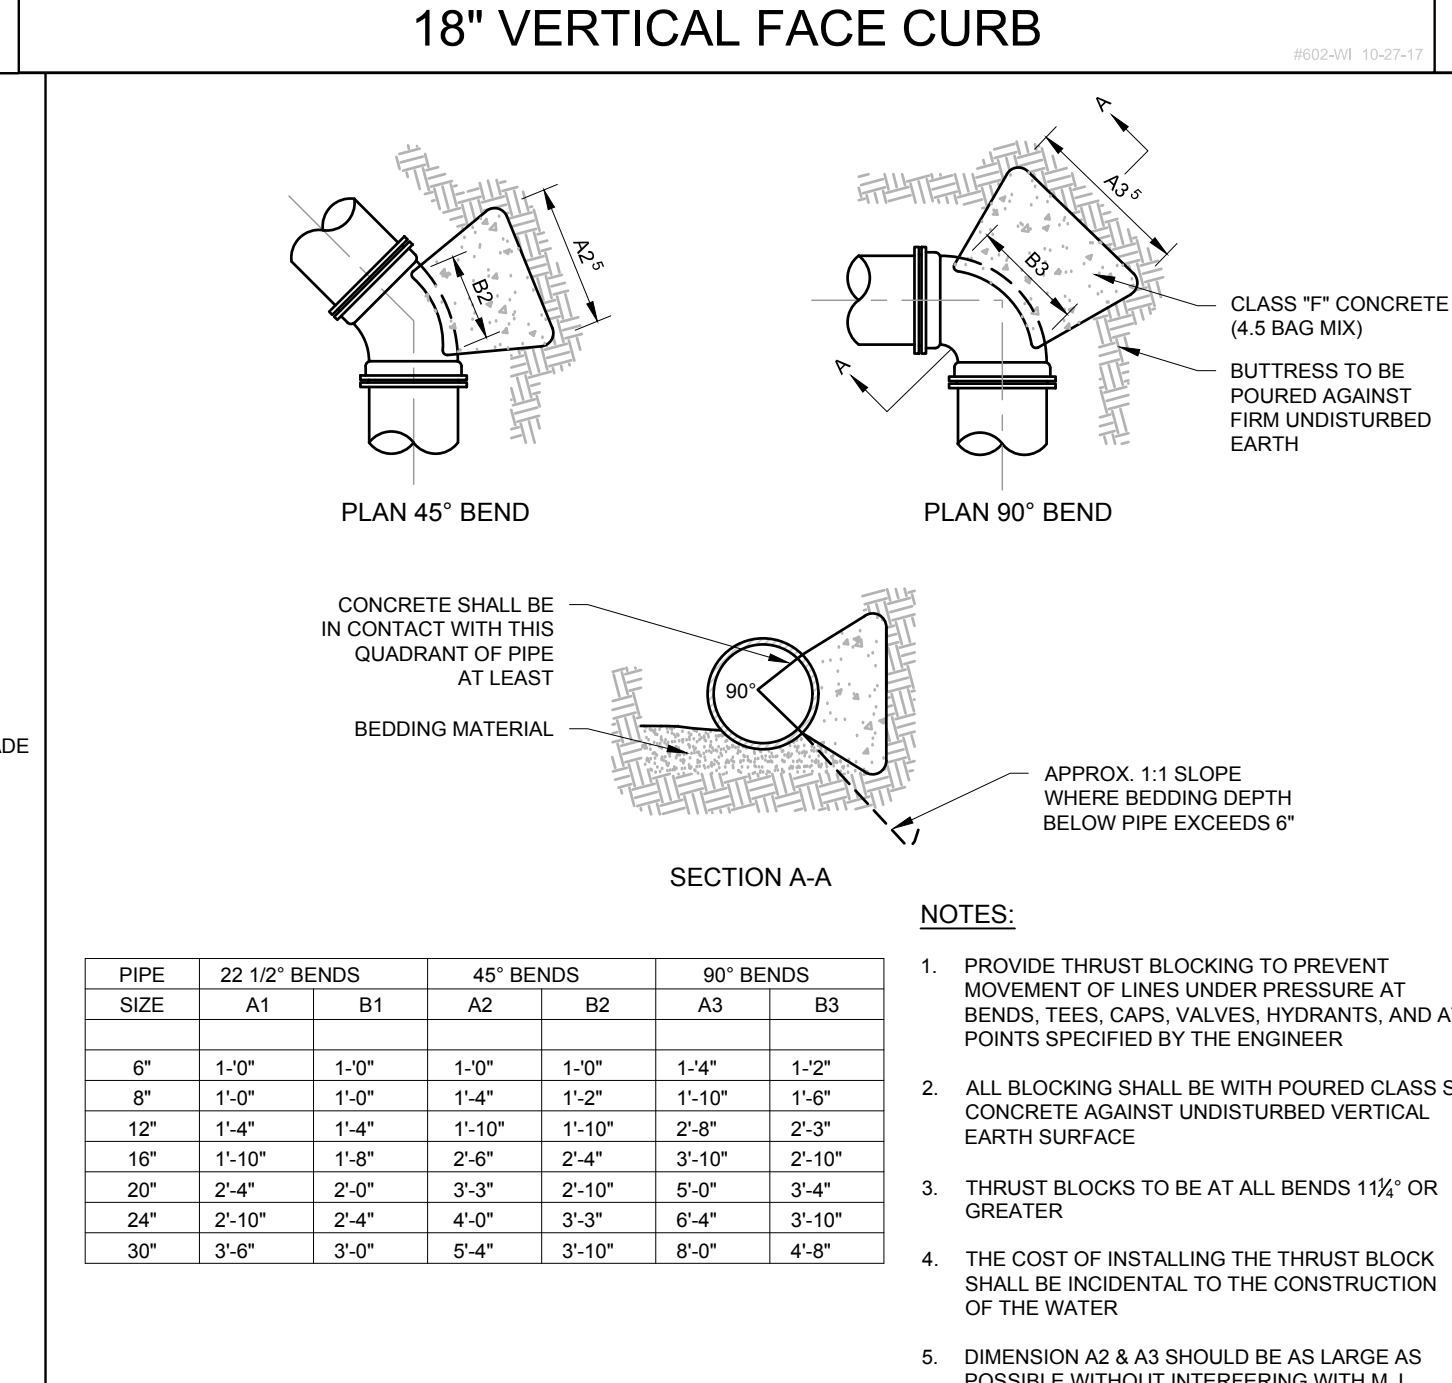 18" VERTICAL FACE CURB
#602-WI 10-27-17
A
A3 5
B3
A
A2 5
B2
CLASS "F" CONCRETE
(4.5 BAG MIX)
BUTTRESS TO BE
POURED AGAINST
FIRM UNDISTURBED
EARTH
PLAN 45° BEND
PLAN 90° BEND
CONCRETE SHALL BE
IN CONTACT WITH THIS
QUADRANT OF PIPE
AT LEAST
90°
BEDDING MATERIAL
ADE
APPROX. 1:1 SLOPE
WHERE BEDDING DEPTH
BELOW PIPE EXCEEDS 6"
SECTION A-A
PIPE 22 1/2° BENDS 45° BENDS 90° BENDS
SIZE A1 B1 A2 B2 A3 B3
6" 1-'0" 1-'0" 1-'0" 1-'0" 1-'4" 1-'2"
8" 1'-0" 1'-0" 1'-4" 1'-2" 1'-10" 1'-6"
12" 1'-4" 1'-4" 1'-10" 1'-10" 2'-8" 2'-3"
16" 1'-10" 1'-8" 2'-6" 2'-4" 3'-10" 2'-10"
20" 2'-4" 2'-0" 3'-3" 2'-10" 5'-0" 3'-4"
24" 2'-10" 2'-4" 4'-0" 3'-3" 6'-4" 3'-10"
30" 3'-6" 3'-0" 5'-4" 3'-10" 8'-0" 4'-8"
NOTES:
1. PROVIDE THRUST BLOCKING TO PREVENT
MOVEMENT OF LINES UNDER PRESSURE AT
BENDS, TEES, CAPS, VALVES, HYDRANTS, AND AT
POINTS SPECIFIED BY THE ENGINEER
2. ALL BLOCKING SHALL BE WITH POURED CLASS S
CONCRETE AGAINST UNDISTURBED VERTICAL
EARTH SURFACE
3. THRUST BLOCKS TO BE AT ALL BENDS 11¼° OR
GREATER
4. THE COST OF INSTALLING THE THRUST BLOCK
SHALL BE INCIDENTAL TO THE CONSTRUCTION
OF THE WATER
5. DIMENSION A2 & A3 SHOULD BE AS LARGE AS
POSSIBLE WITHOUT INTERFERING WITH M.J.